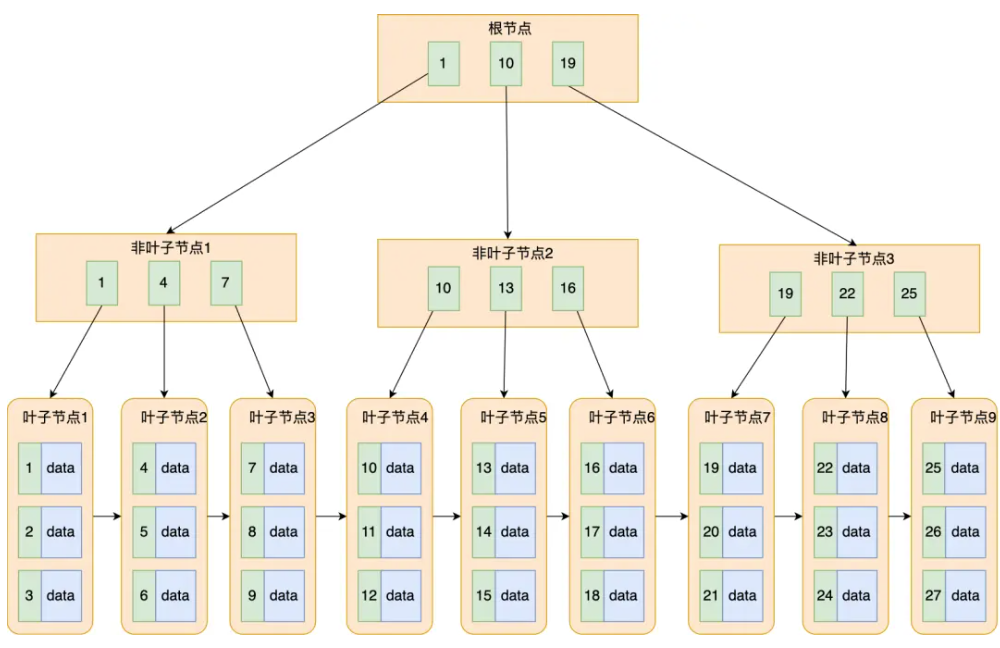 根节点
1 10 19
非叶子节点1
1 4 7
非叶子节点2
10 13 16
非叶子节点3
19 22 25
叶子节点1
1 data
2 data
3 data
叶子节点2
4 data
5 data
6 data
叶子节点3
7 data
8 data
9 data
叶子节点4
10 data
11 data
12 data
叶子节点5
13 data
14 data
15 data
叶子节点6
16 data
17 data
18 data
叶子节点7
19 data
20 data
21 data
叶子节点8
22 data
23 data
24 data
叶子节点9
25 data
26 data
27 data